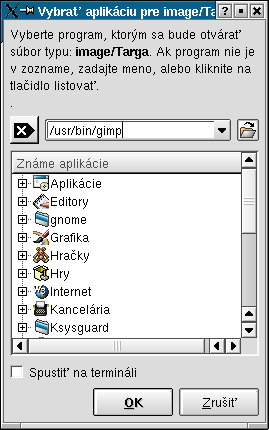 Vybrať aplikáciu pre image/Ta
Vyberte program, ktorým sa bude otvárať
súbor typu: image/Targa. Ak program nie je
v zozname, zadajte meno, alebo kliknite na
tlačidlo listovať.
.
/usr/bin/gimp
Známe aplikácie
Aplikácie
Editory
gnome
Grafika
Hračky
Hry
Internet
Kancelária
Ksysguard
Spustiť na termináli
OK
Zrušiť